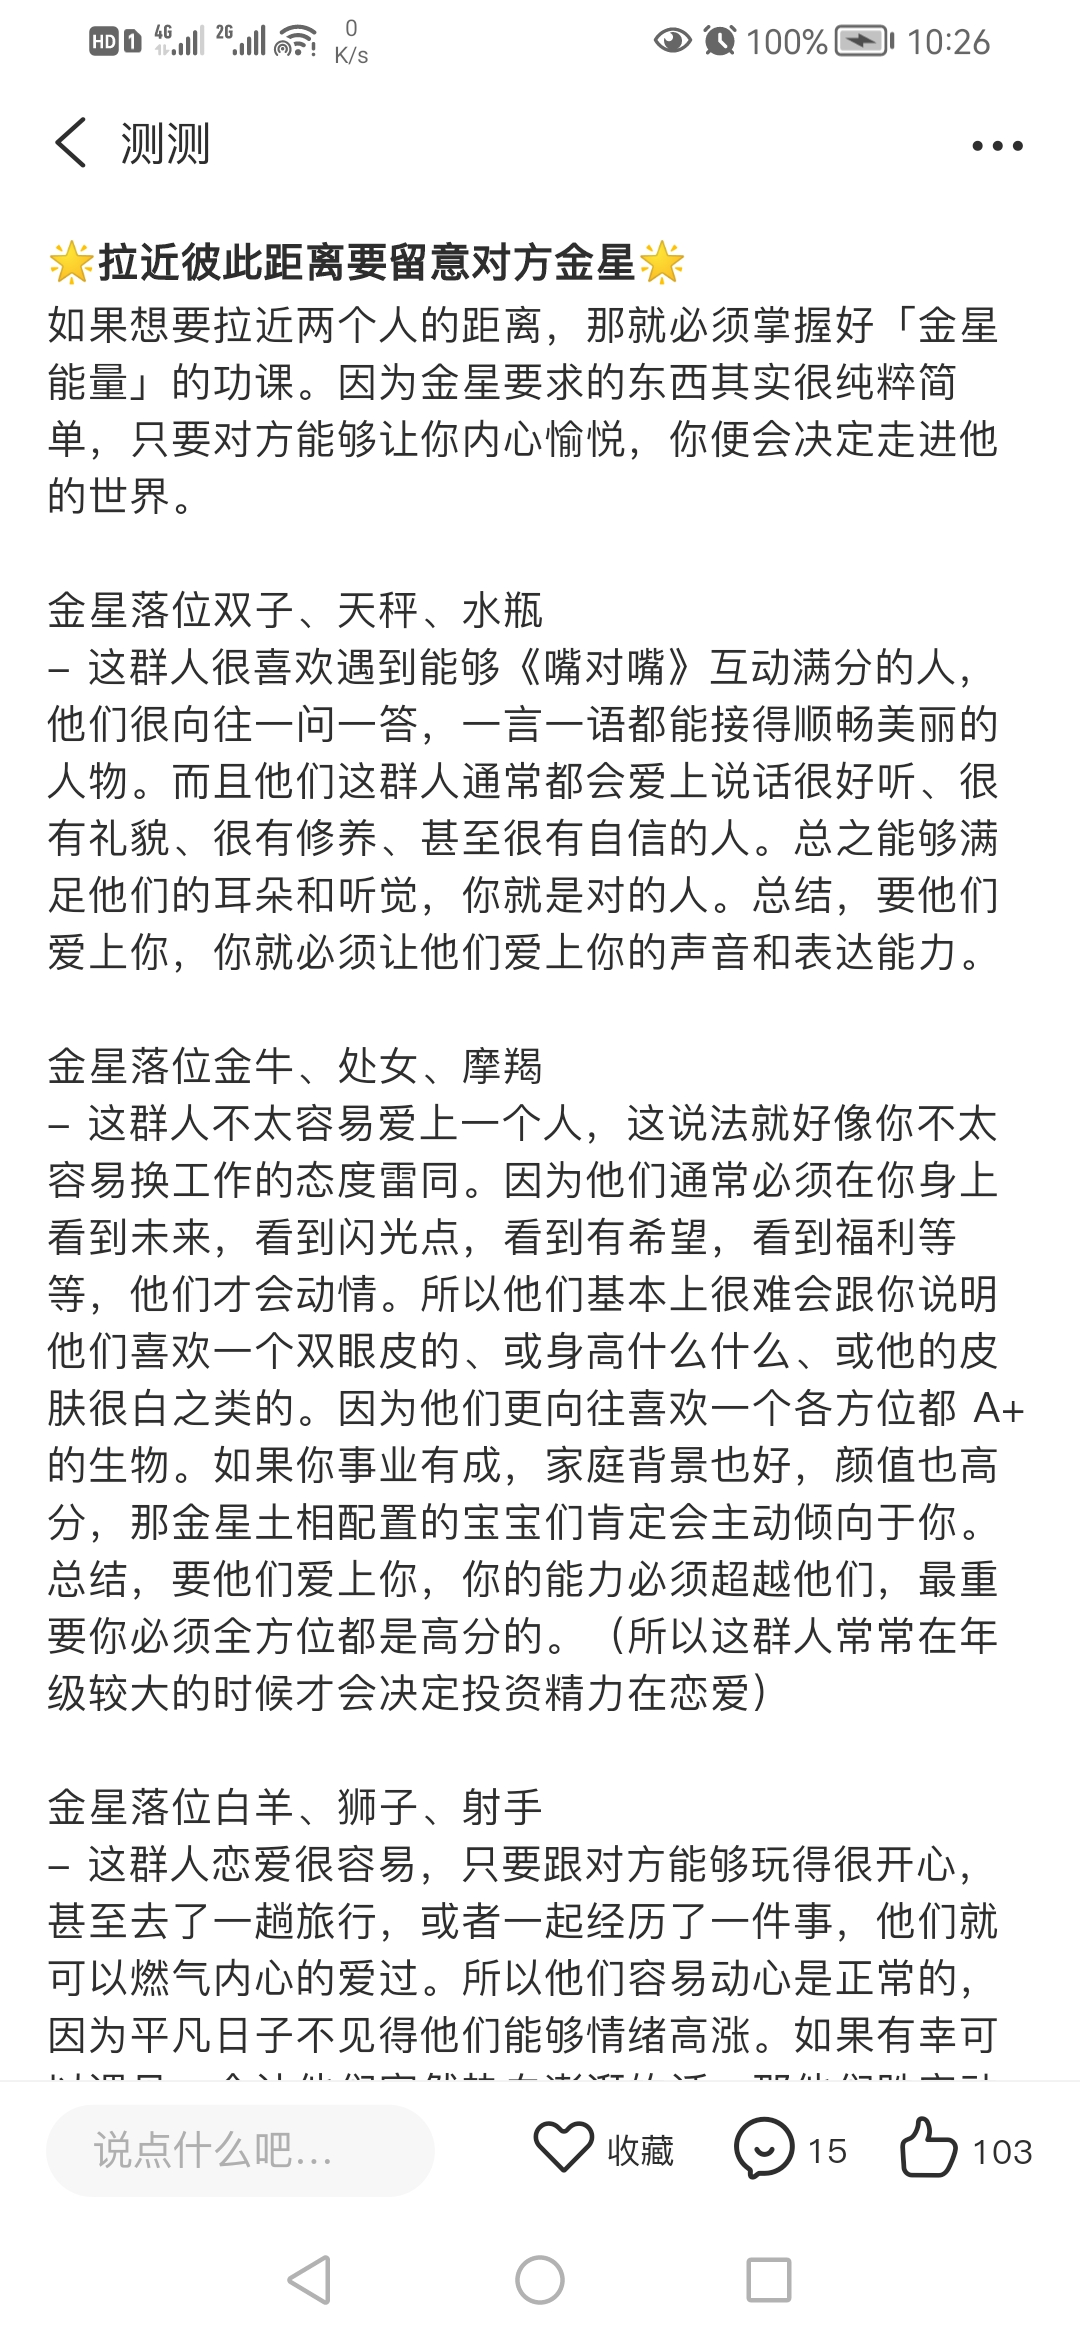 HD 1 4G 2G 0 K/s 100% 10:26
测测
🌟拉近彼此距离要留意对方金星🌟
如果想要拉近两个人的距离，那就必须掌握好「金星
能量」的功课。因为金星要求的东西其实很纯粹简
单，只要对方能够让你内心愉悦，你便会决定走进他
的世界。
金星落位双子、天秤、水瓶
– 这群人很喜欢遇到能够《嘴对嘴》互动满分的人，
他们很向往一问一答，一言一语都能接得顺畅美丽的
人物。而且他们这群人通常都会爱上说话很好听、很
有礼貌、很有修养、甚至很有自信的人。总之能够满
足他们的耳朵和听觉，你就是对的人。总结，要他们
爱上你，你就必须让他们爱上你的声音和表达能力。
金星落位金牛、处女、摩羯
– 这群人不太容易爱上一个人，这说法就好像你不太
容易换工作的态度雷同。因为他们通常必须在你身上
看到未来，看到闪光点，看到有希望，看到福利等
等，他们才会动情。所以他们基本上很难会跟你说明
他们喜欢一个双眼皮的、或身高什么什么、或他的皮
肤很白之类的。因为他们更向往喜欢一个各方位都 A+
的生物。如果你事业有成，家庭背景也好，颜值也高
分，那金星土相配置的宝宝们肯定会主动倾向于你。
总结，要他们爱上你，你的能力必须超越他们，最重
要你必须全方位都是高分的。（所以这群人常常在年
级较大的时候才会决定投资精力在恋爱）
金星落位白羊、狮子、射手
– 这群人恋爱很容易，只要跟对方能够玩得很开心，
甚至去了一趟旅行，或者一起经历了一件事，他们就
可以燃气内心的爱过。所以他们容易动心是正常的，
因为平凡日子不见得他们能够情绪高涨。如果有幸可
说点什么吧... 收藏 15 103